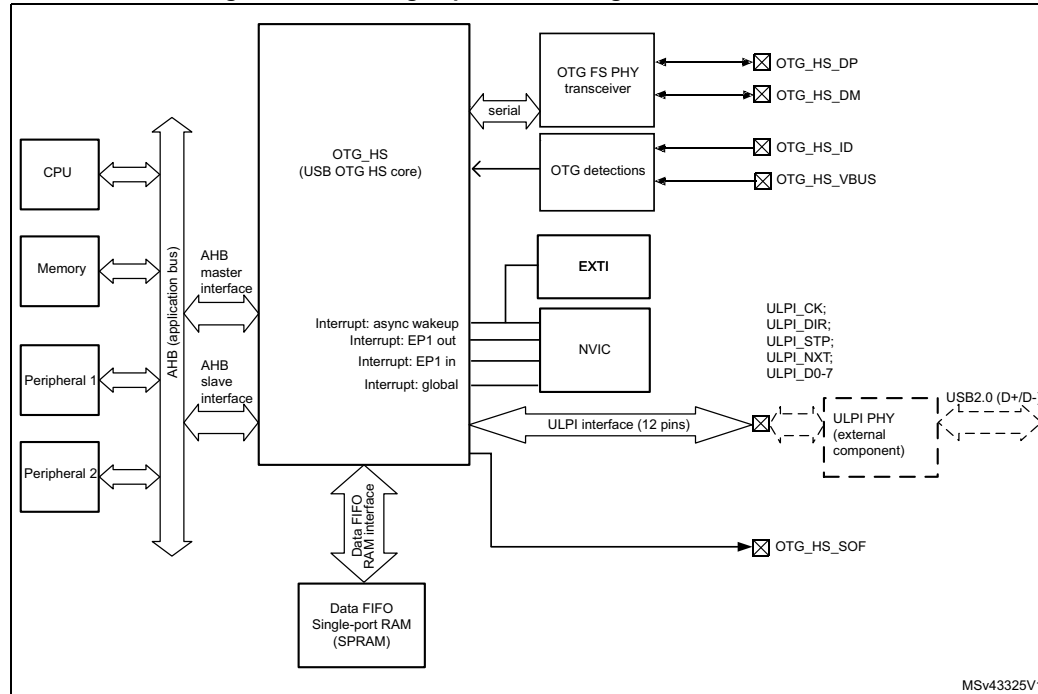 OTG FS PHY
transceiver
OTG_HS_DP
OTG_HS_DM
serial
OTG_HS
(USB OTG HS core)
OTG detections
OTG_HS_ID
OTG_HS_VBUS
CPU
Memory
Peripheral 1
Peripheral 2
AHB (application bus)
AHB
master
interface
AHB
slave
interface
EXTI
Interrupt: async wakeup
Interrupt: EP1 out
Interrupt: EP1 in
Interrupt: global
NVIC
ULPI_CK;
ULPI_DIR;
ULPI_STP;
ULPI_NXT;
ULPI_D0-7
ULPI interface (12 pins)
ULPI PHY
(external
component)
USB2.0 (D+/D-)
OTG_HS_SOF
Data FIFO
RAM interface
Data FIFO
Single-port RAM
(SPRAM)